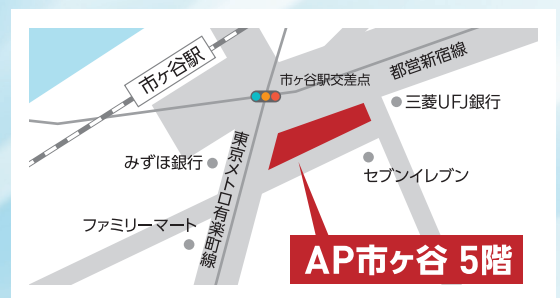 市ヶ谷駅
市ヶ谷駅交差点
都営新宿線
三菱UFJ銀行
みずほ銀行
東京メトロ有楽町線
セブンイレブン
ファミリーマート
AP市ヶ谷 5階